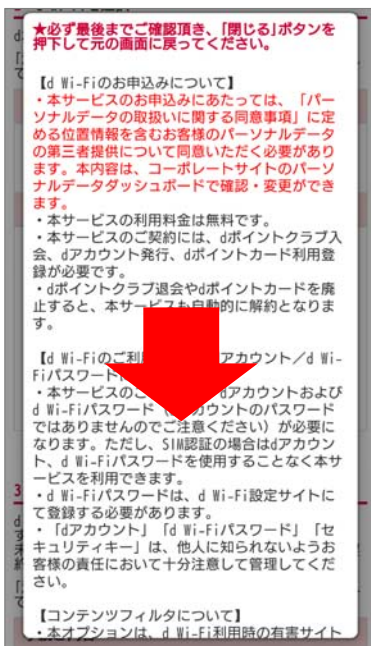 ★必ず最後までご確認頂き、「閉じる」ボタンを
押下して元の画面に戻ってください。
【d Wi-Fiのお申込みについて】
・本サービスのお申込みにあたっては、「パー
ソナルデータの取扱いに関する同意事項」に定
める位置情報を含むお客様のパーソナルデータ
の第三者提供について同意いただく必要があり
ます。本内容は、コーポレートサイトのパーソ
ナルデータダッシュボードで確認・変更ができ
ます。
・本サービスの利用料金は無料です。
・本サービスのご契約には、dポイントクラブ入
会、dアカウント発行、dポイントカード利用登
録が必要です。
・dポイントクラブ退会やdポイントカードを廃
止すると、本サービスも自動的に解約となりま
す。
【d Wi-Fiのご利 アカウント／d Wi-
Fiパスワード
・本サービスのご dアカウントおよび
d Wi-Fiパスワード カウントのパスワード
ではありませんのでご注意ください）が必要に
なります。ただし、SIM認証の場合はdアカウン
ト、d Wi-Fiパスワードを使用することなく本サ
ービスを利用できます。
・d Wi-Fiパスワードは、d Wi-Fi設定サイトに
て登録する必要があります。
・「dアカウント」「d Wi-Fiパスワード」「セ
キュリティキー」は、他人に知られないようお
客様の責任において十分注意して管理してくだ
さい。
【コンテンツフィルタについて】
・本オプションは、d Wi-Fi利用時の有害サイト